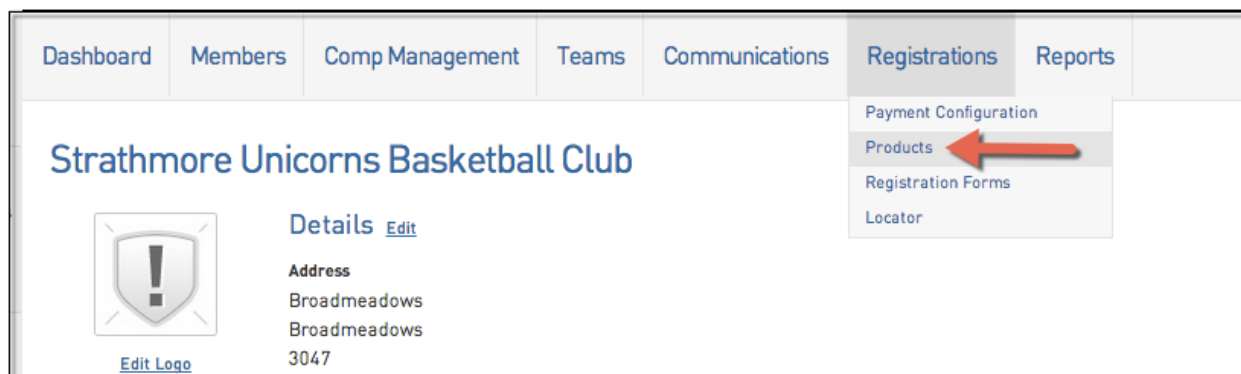 Dashboard Members Comp Management Teams Communications Registrations Reports
Payment Configuration
Products
Registration Forms
Locator
Strathmore Unicorns Basketball Club
Details Edit
Address
Broadmeadows
Broadmeadows
3047
Edit Logo